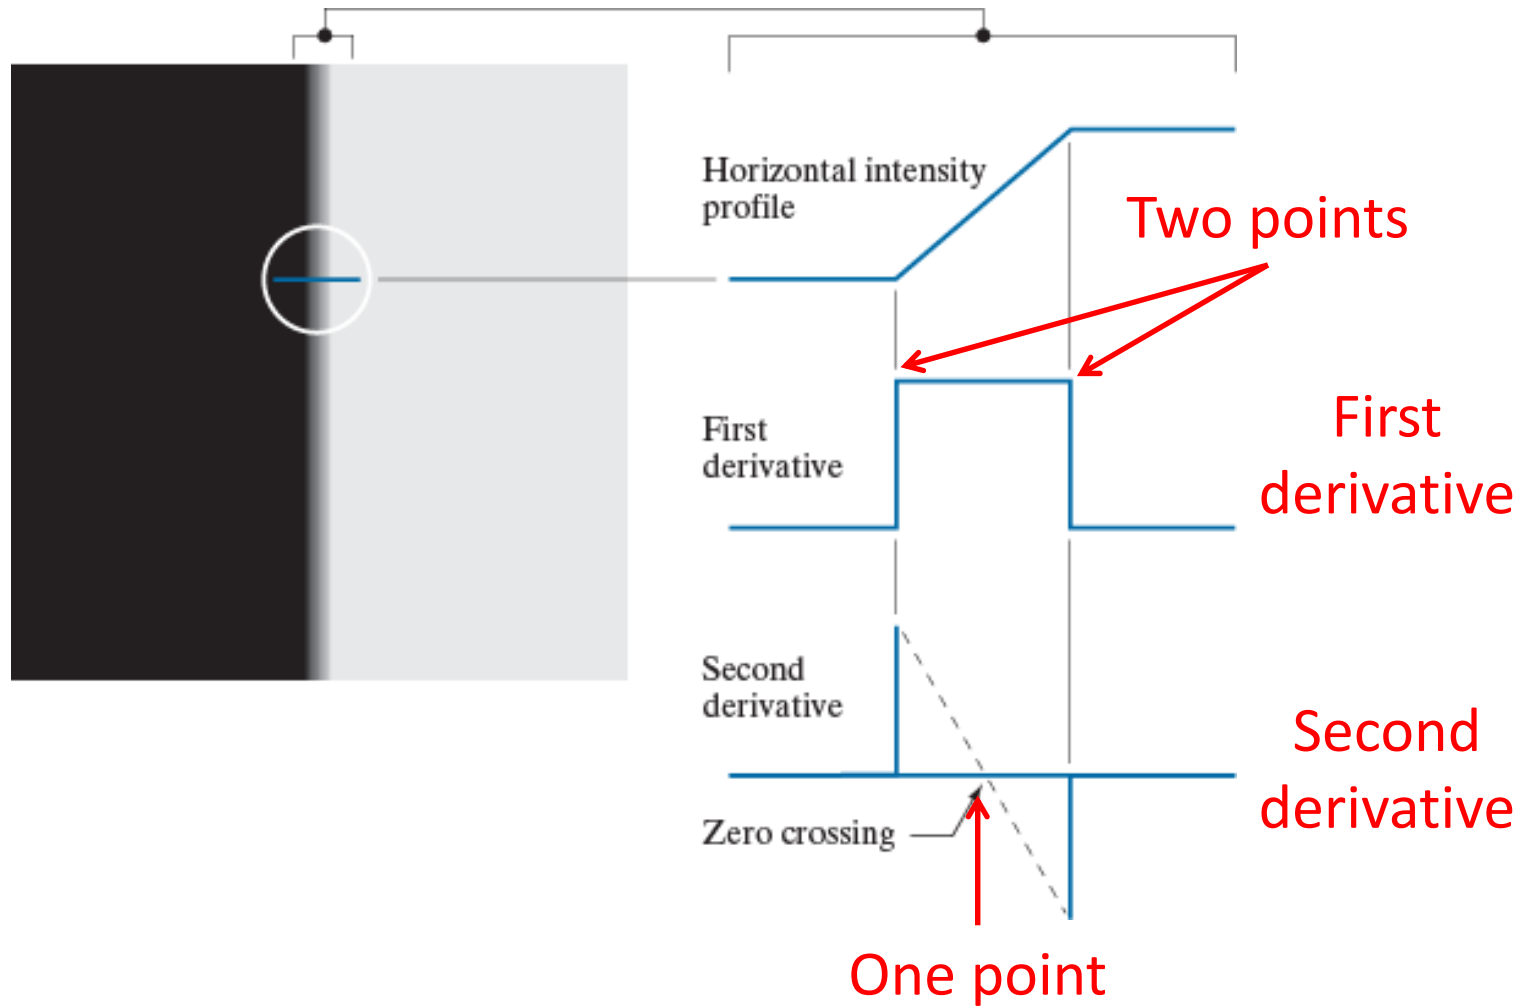 Horizontal intensity
profile
Two points
First
derivative
First
derivative
Second
derivative
Second
derivative
Zero crossing
One point